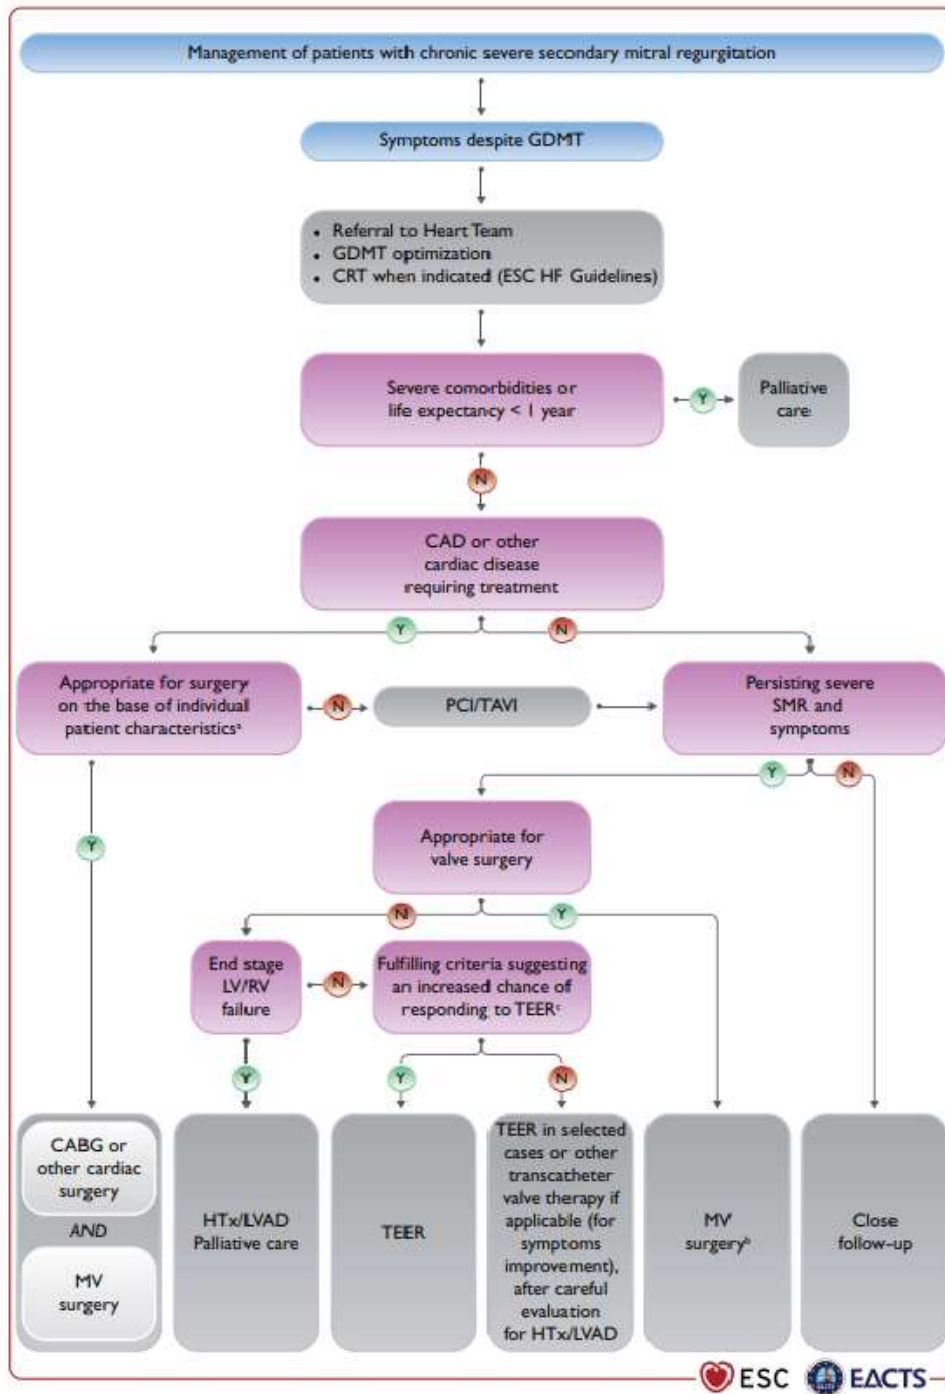 Management of patients with chronic severe secondary mitral regurgitation
Symptoms despite GDMT
• Referral to Heart Team
• GDMT optimization
• CRT when indicated (ESC HF Guidelines)
Severe comorbidities or
life expectancy < 1 year
Y
Palliative
care
N
CAD or other
cardiac disease
requiring treatment
Y
N
Appropriate for surgery
on the base of individual
patient characteristicsᵃ
N
PCI/TAVI
Persisting severe
SMR and
symptoms
Y
N
Y
Appropriate for
valve surgery
N
Y
End stage
LV/RV
failure
N
Fulfilling criteria suggesting
an increased chance of
responding to TEERᶜ
Y
Y
N
CABG or
other cardiac
surgery
AND
MV
surgery
HTx/LVAD
Palliative care
TEER
TEER in selected
cases or other
transcatheter
valve therapy if
applicable (for
symptoms
improvement),
after careful
evaluation
for HTx/LVAD
MV
surgeryᵇ
Close
follow-up
ESC
EACTS